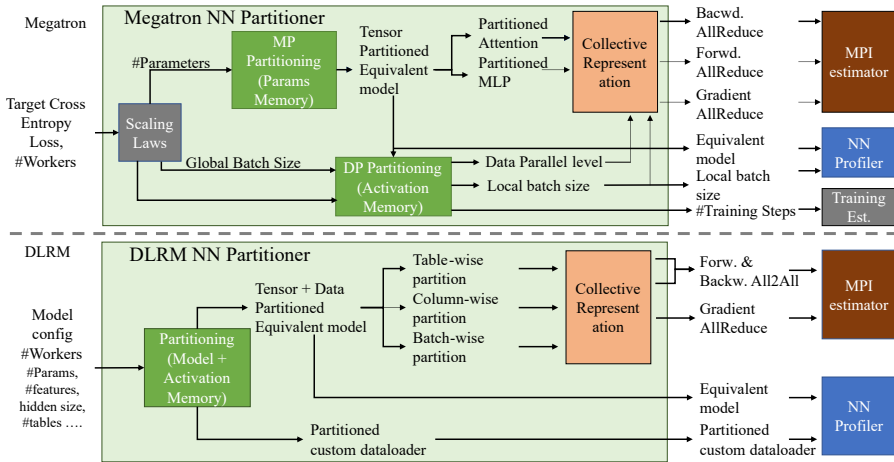 Megatron
Megatron NN Partitioner
Target Cross
Entropy
Loss,
#Workers
Scaling
Laws
#Parameters
MP
Partitioning
(Params
Memory)
Tensor
Partitioned
Equivalent
model
Partitioned
Attention
Partitioned
MLP
Collective
Represent
ation
Global Batch Size
DP Partitioning
(Activation
Memory)
Data Parallel level
Local batch size
Bacwd.
AllReduce
Forwd.
AllReduce
Gradient
AllReduce
Equivalent
model
Local batch
size
#Training Steps
MPI
estimator
NN
Profiler
Training
Est.
DLRM
DLRM NN Partitioner
Model
config
#Workers
#Params,
#features,
hidden size,
#tables ….
Partitioning
(Model +
Activation
Memory)
Tensor + Data
Partitioned
Equivalent model
Table-wise
partition
Column-wise
partition
Batch-wise
partition
Collective
Represent
ation
Partitioned
custom dataloader
Forw. &
Backw. All2All
Gradient
AllReduce
Equivalent
model
Partitioned
custom dataloader
MPI
estimator
NN
Profiler